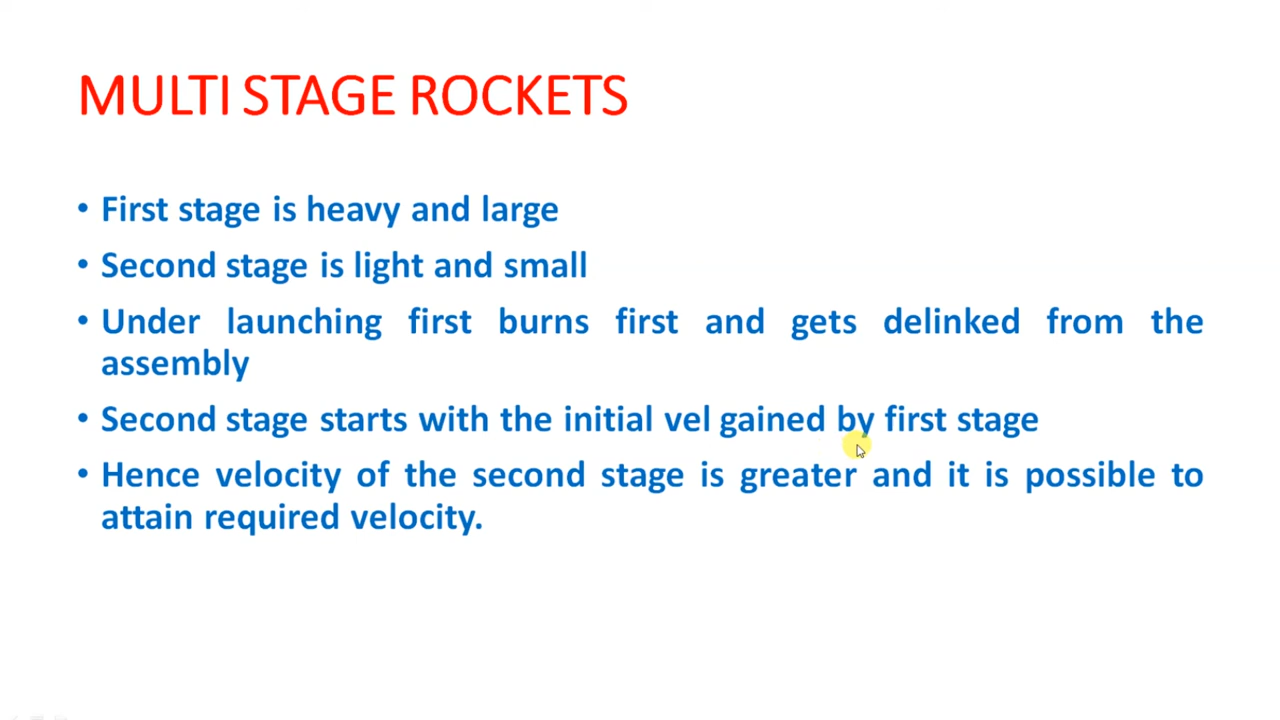 MULTI STAGE ROCKETS
• First stage is heavy and large
• Second stage is light and small
• Under launching first burns first and gets delinked from the
assembly
• Second stage starts with the initial vel gained by first stage
• Hence velocity of the second stage is greater and it is possible to
attain required velocity.